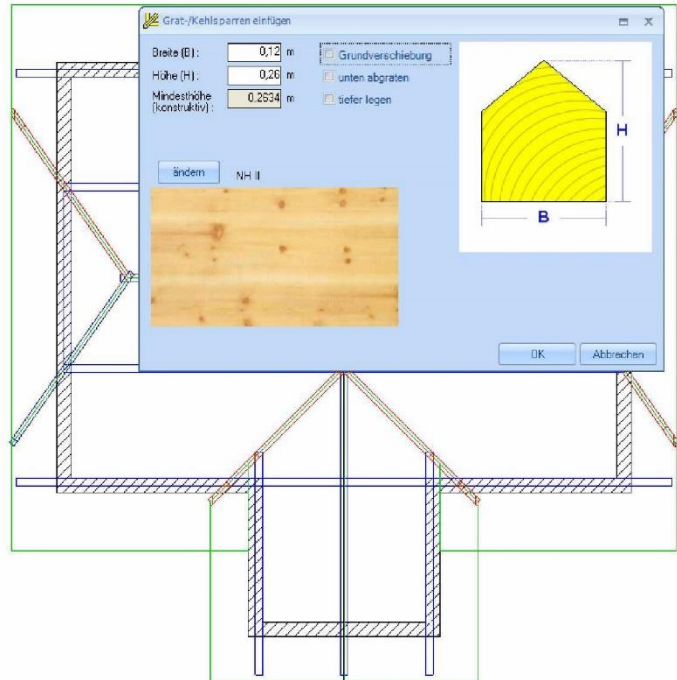 Grat-/Kehlsparren einfügen
Breite (B) : 0,12 m
Grundverschiebung
Höhe (H) : 0,26 m
unten abgraten
Mindesthöhe
(konstruktiv) : 0,2634 m
tiefer legen
H
ändern NH II
B
OK Abbrechen